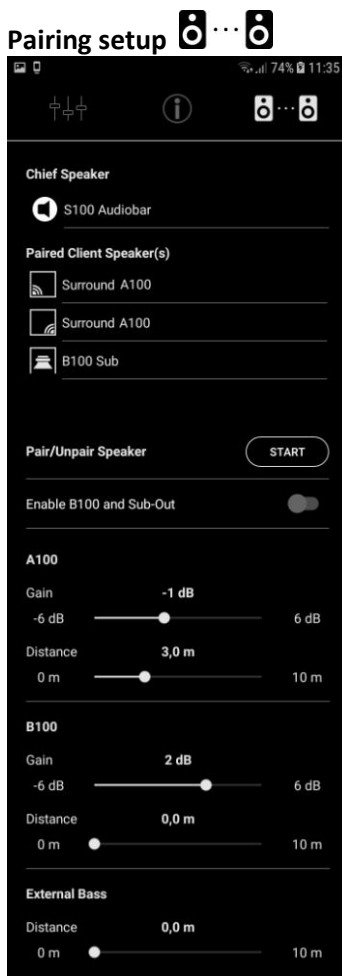 Pairing setup
74% 11:35
Chief Speaker
S100 Audiobar
Paired Client Speaker(s)
Surround A100
Surround A100
B100 Sub
Pair/Unpair Speaker START
Enable B100 and Sub-Out
A100
Gain -1 dB
-6 dB 6 dB
Distance 3,0 m
0 m 10 m
B100
Gain 2 dB
-6 dB 6 dB
Distance 0,0 m
0 m 10 m
External Bass
Distance 0,0 m
0 m 10 m